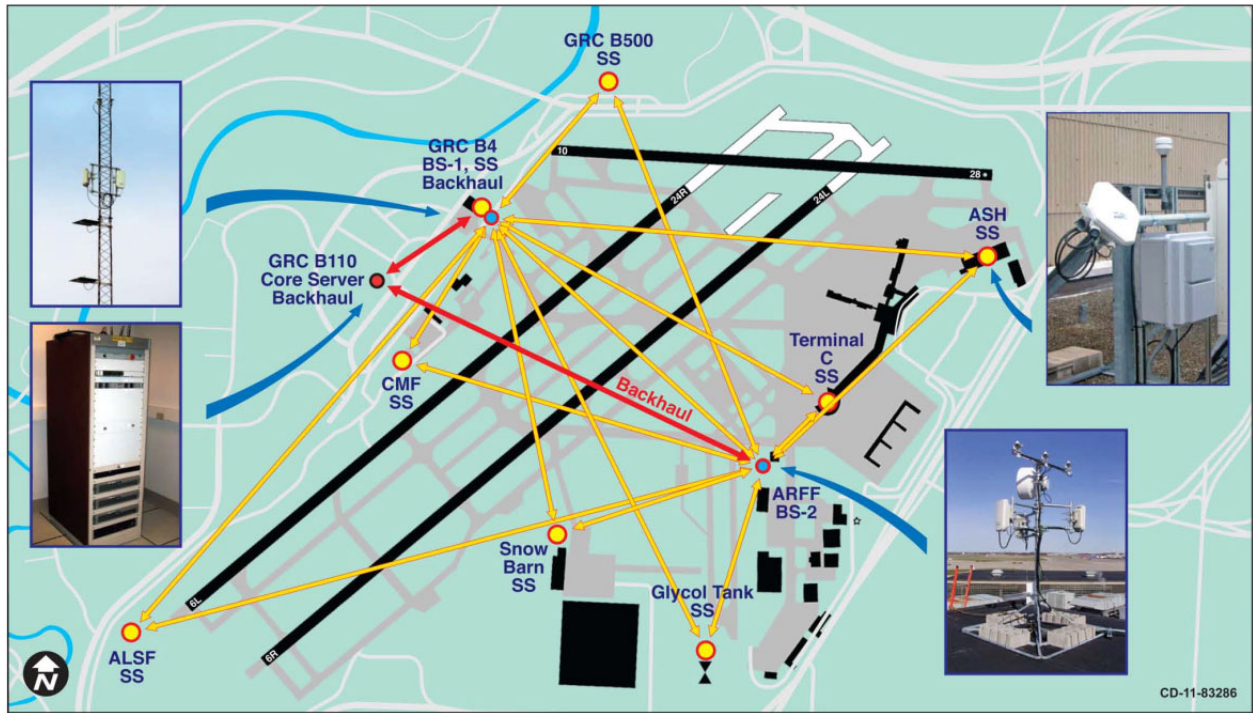 GRC B500
SS
GRC B4
BS-1, SS
Backhaul
10
28
24R
24L
ASH
SS
GRC B110
Core Server
Backhaul
Terminal
C
SS
CMF
SS
Backhaul
ARFF
BS-2
Snow
Barn
SS
Glycol Tank
SS
6L
6R
ALSF
SS
N
CD-11-83286